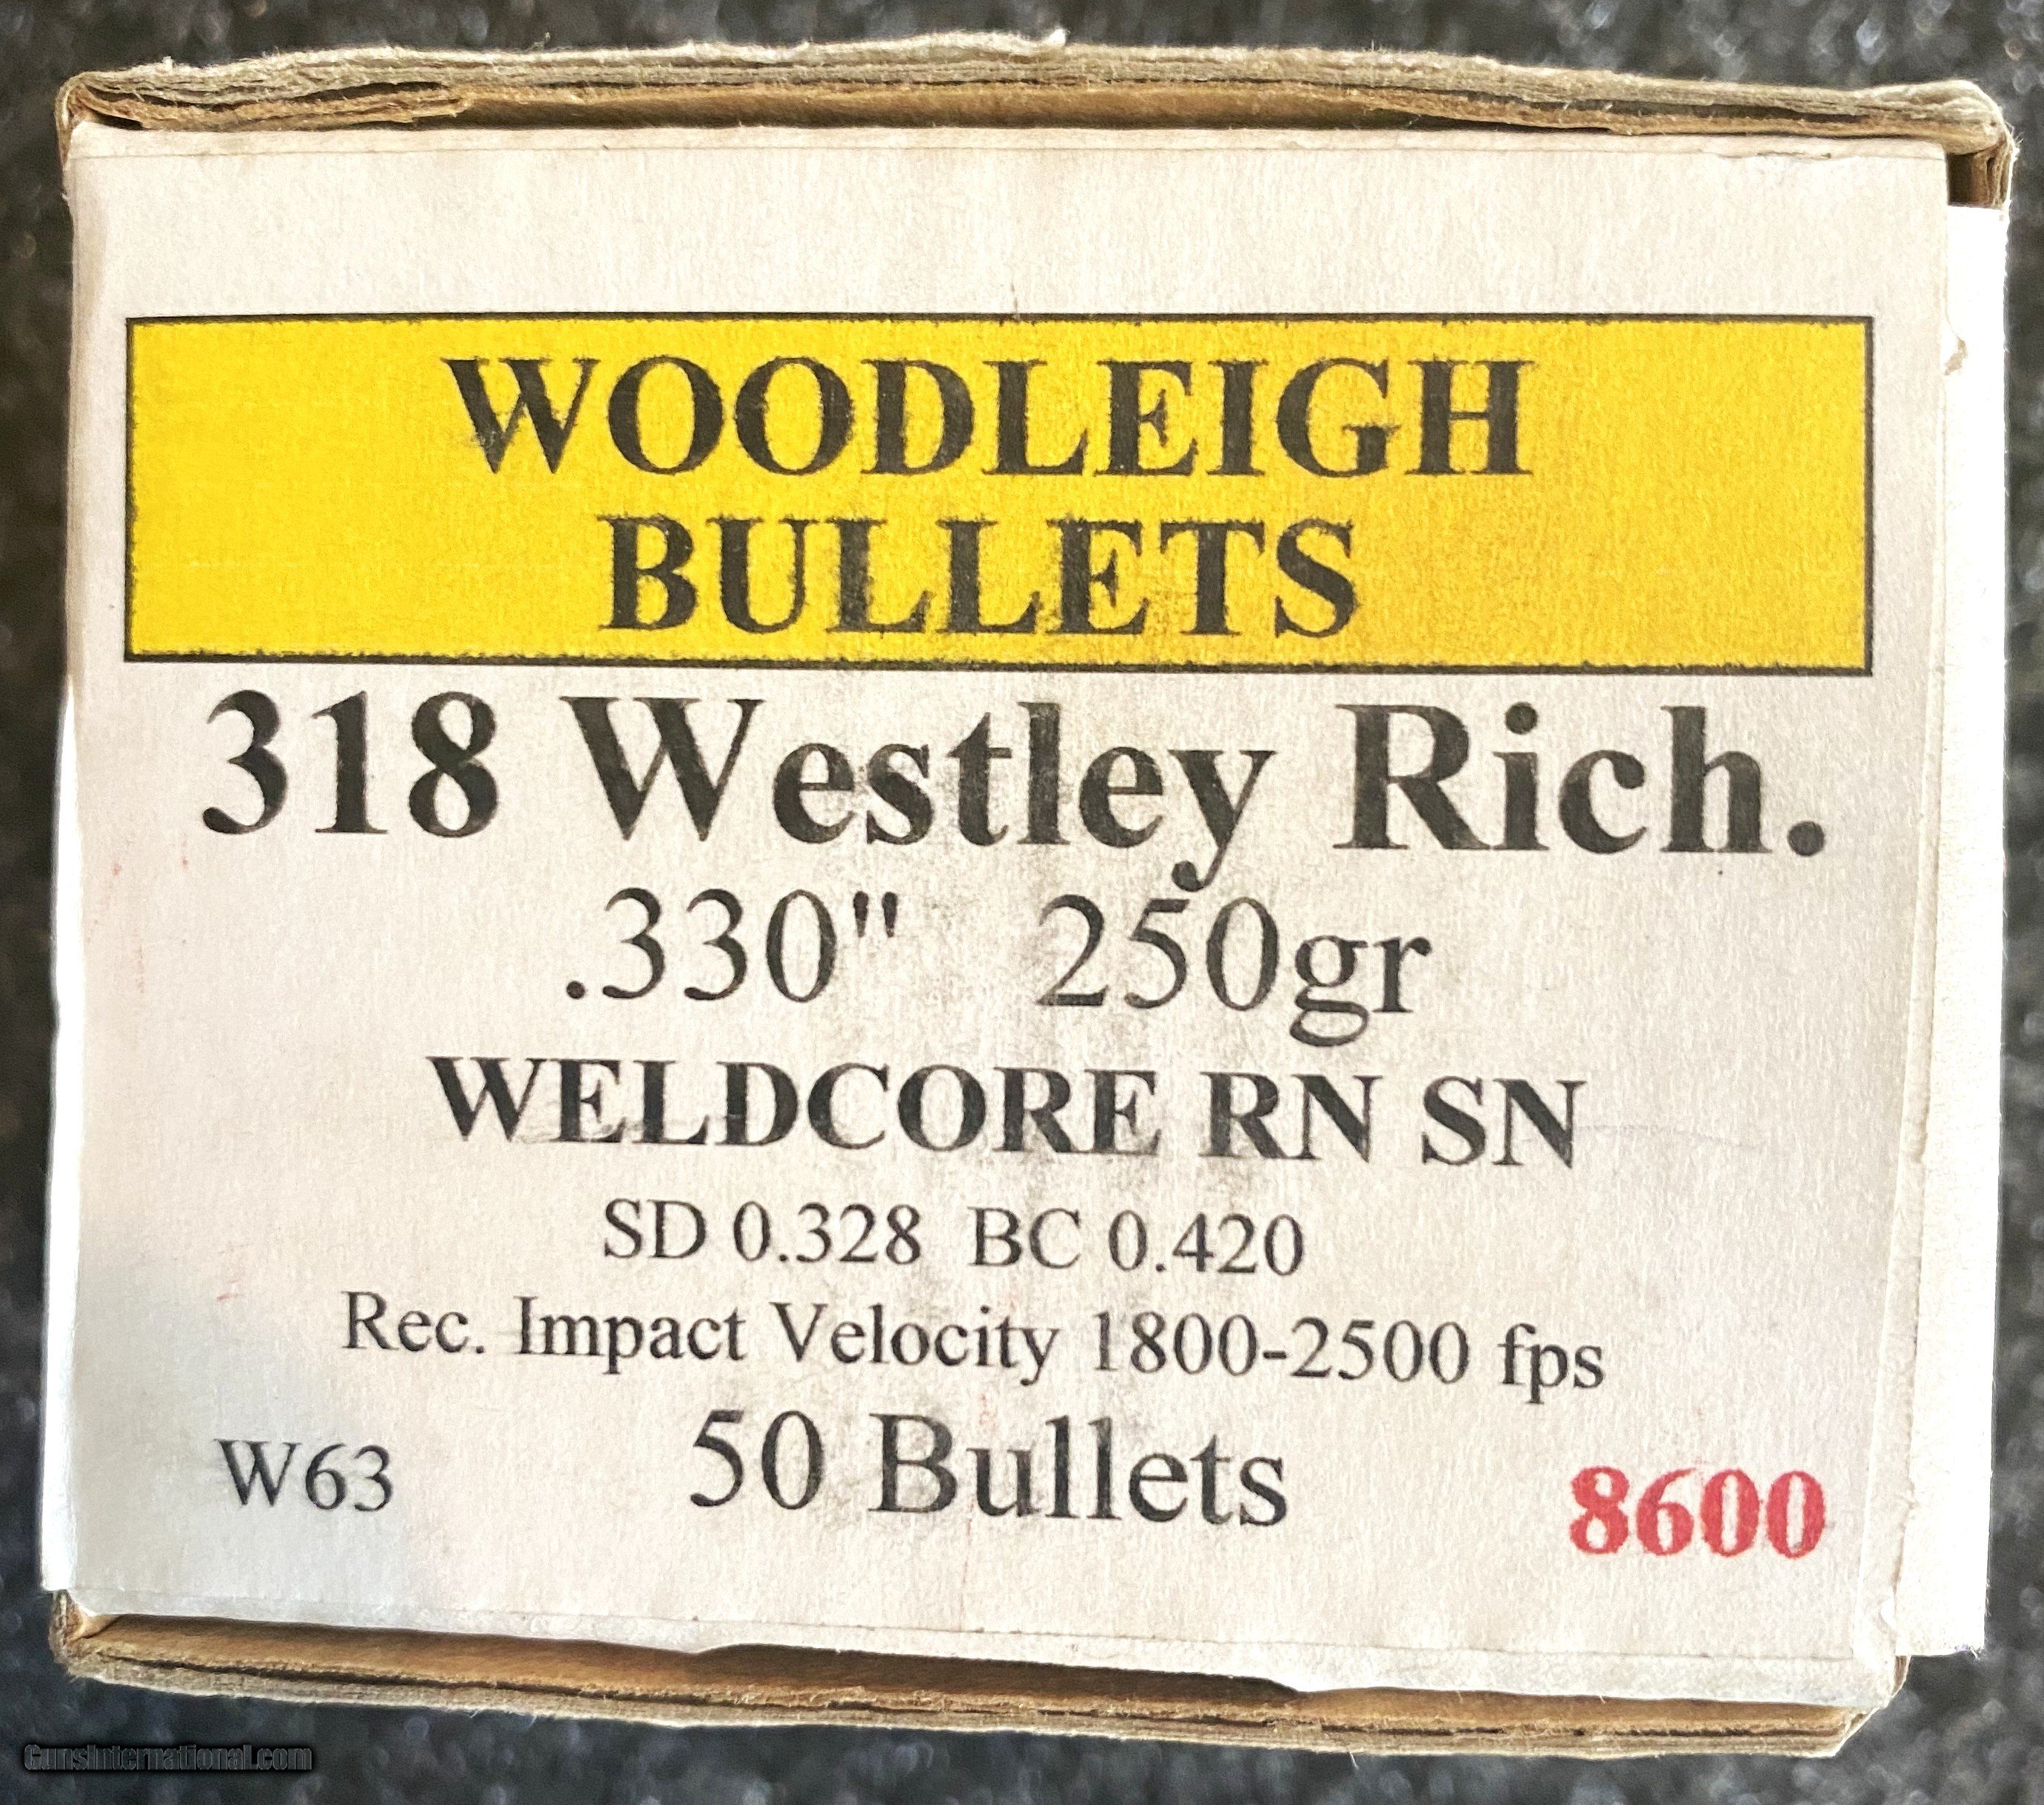 WOODLEIGH
BULLETS
318 Westley Rich.
.330" 250gr
WELDCORE RN SN
SD 0.328 BC 0.420
Rec. Impact Velocity 1800-2500 fps
W63 50 Bullets 8600
GunsInternational.com